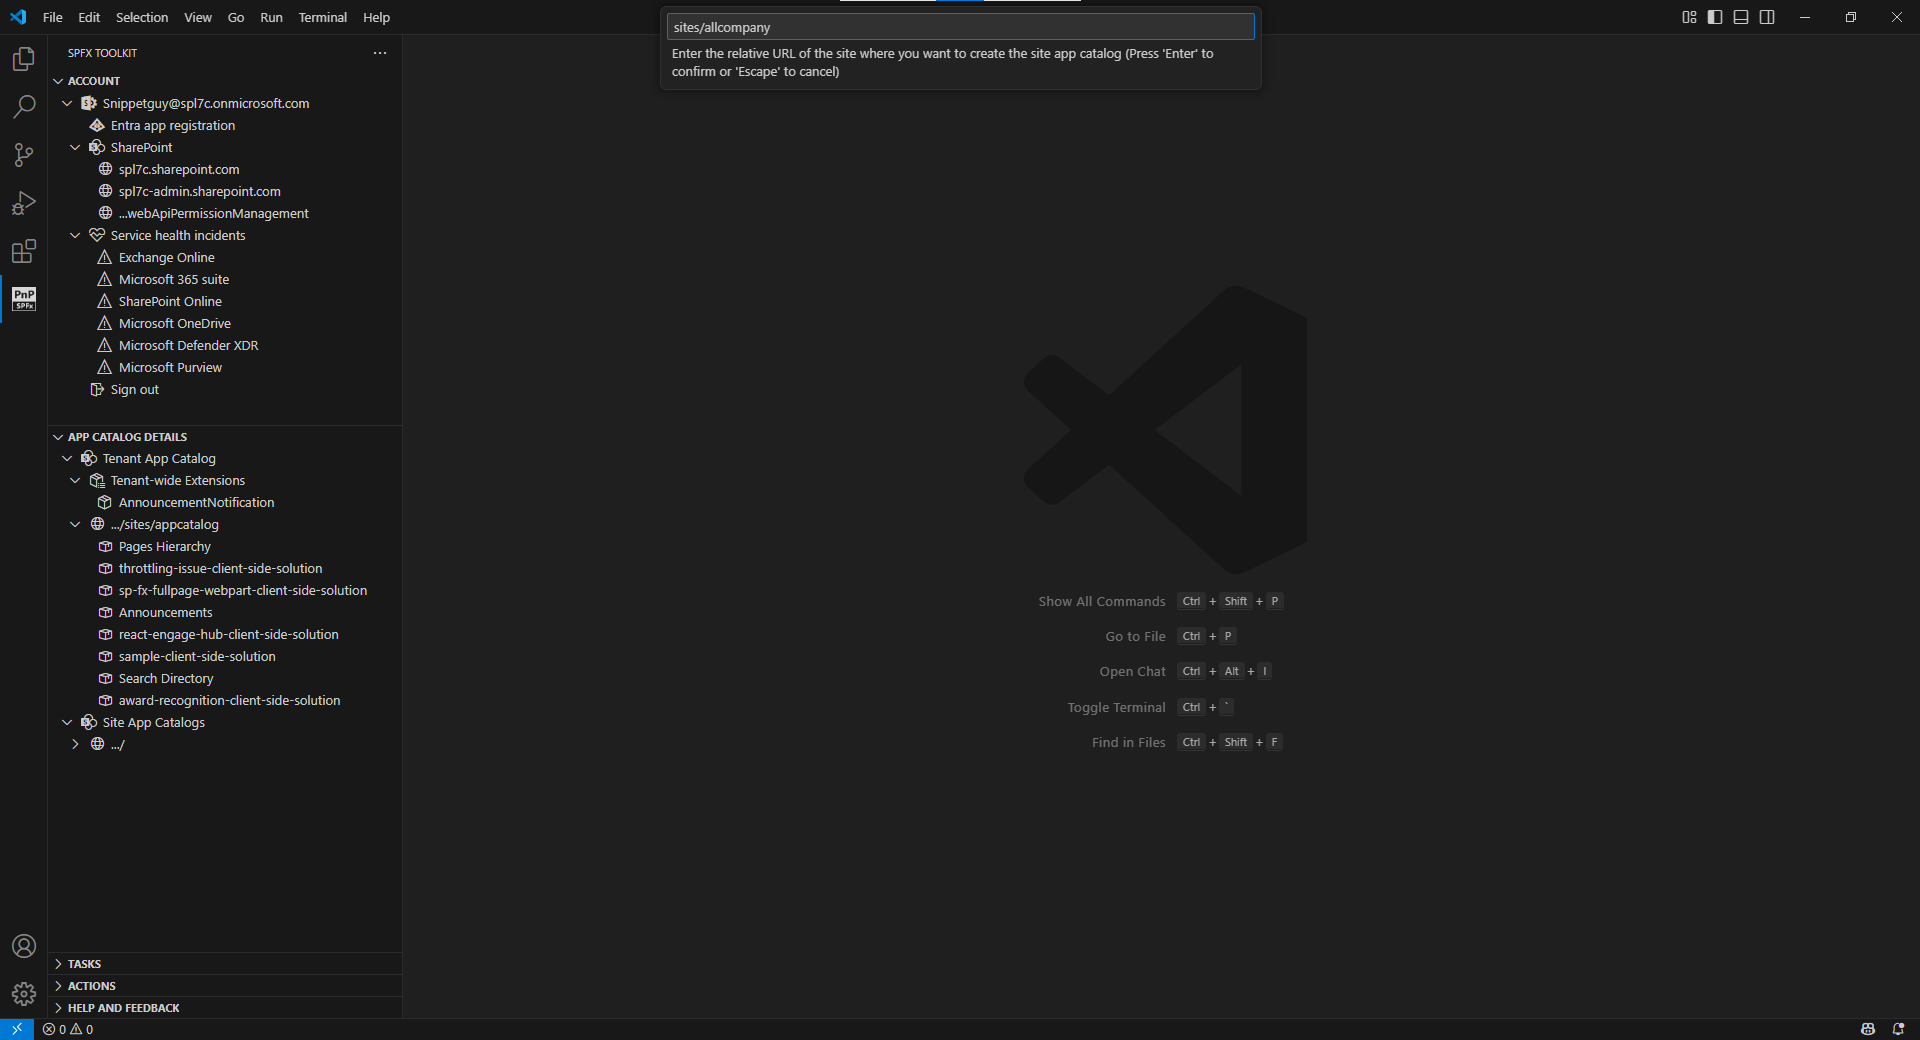 File Edit Selection View Go Run Terminal Help
sites/allcompany
Enter the relative URL of the site where you want to create the site app catalog (Press 'Enter' to
confirm or 'Escape' to cancel)
SPFX TOOLKIT
ACCOUNT
Snippetguy@spl7c.onmicrosoft.com
Entra app registration
SharePoint
spl7c.sharepoint.com
spl7c-admin.sharepoint.com
...webApiPermissionManagement
Service health incidents
Exchange Online
Microsoft 365 suite
SharePoint Online
Microsoft OneDrive
Microsoft Defender XDR
Microsoft Purview
Sign out
PnP
SPFx
APP CATALOG DETAILS
Tenant App Catalog
Tenant-wide Extensions
AnnouncementNotification
.../sites/appcatalog
Pages Hierarchy
throttling-issue-client-side-solution
sp-fx-fullpage-webpart-client-side-solution
Announcements
react-engage-hub-client-side-solution
sample-client-side-solution
Search Directory
award-recognition-client-side-solution
Site App Catalogs
.../
TASKS
ACTIONS
HELP AND FEEDBACK
Show All Commands Ctrl + Shift + P
Go to File Ctrl + P
Open Chat Ctrl + Alt + I
Toggle Terminal Ctrl + `
Find in Files Ctrl + Shift + F
0 0